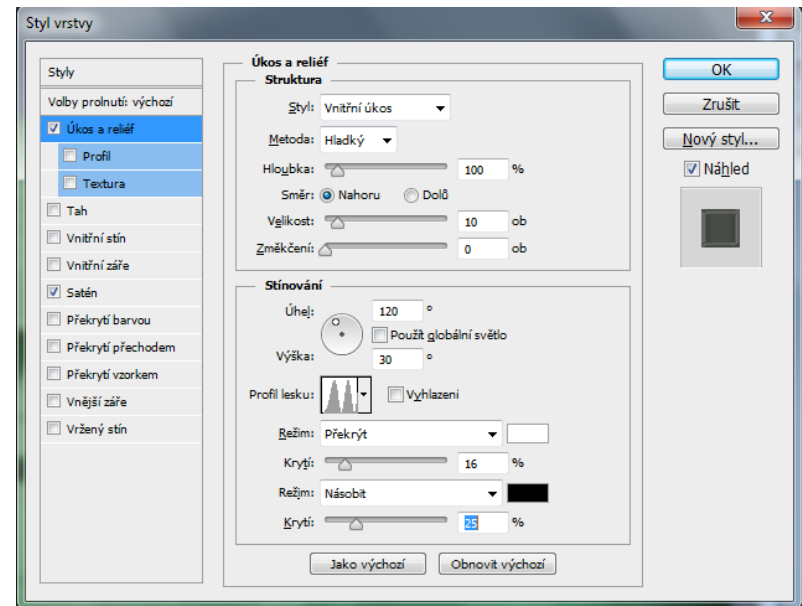 Styl vrstvy
Styly
Volby prolnutí: výchozí
Úkos a reliéf
Profil
Textura
Tah
Vnitřní stín
Vnitřní záře
Satén
Překrytí barvou
Překrytí přechodem
Překrytí vzorkem
Vnější záře
Vržený stín
Úkos a reliéf
Struktura
Styl: Vnitřní úkos
Metoda: Hladký
Hloubka: 100 %
Směr: Nahoru Dolů
Velikost: 10 ob
Změkčení: 0 ob
Stínování
Úhel: 120 °
Použít globální světlo
Výška: 30 °
Profil lesku: Vyhlazeni
Režim: Překrýt
Krytí: 16 %
Režim: Násobit
Krytí: 25 %
Jako výchozí Obnovit výchozí
OK
Zrušit
Nový styl...
Náhled